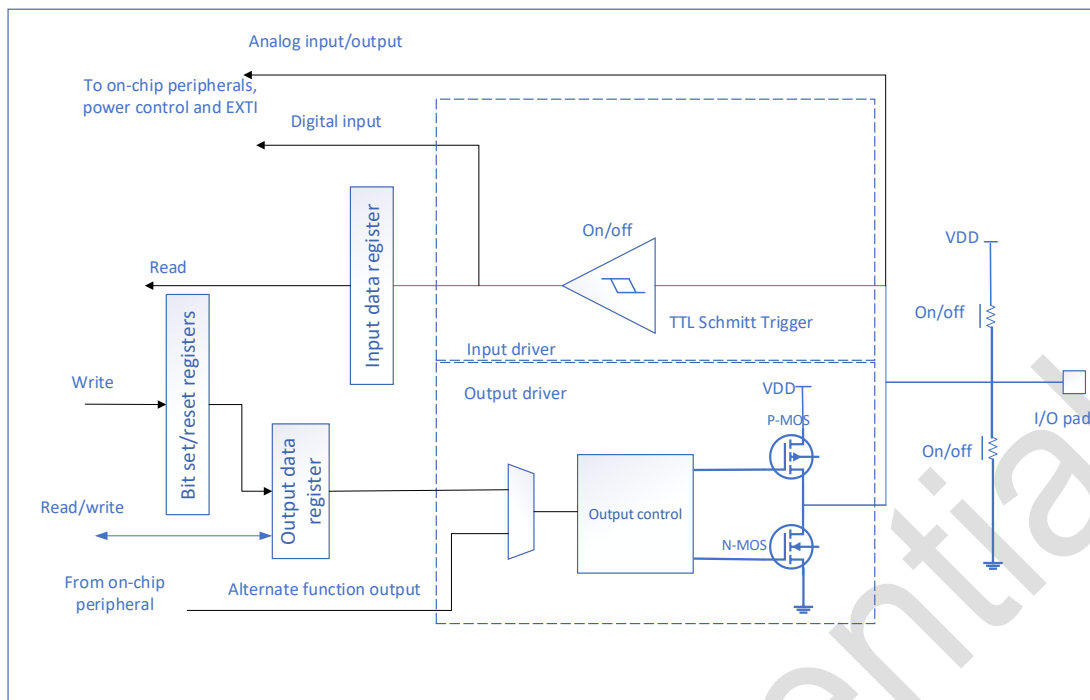 Analog input/output
To on-chip peripherals,
power control and EXTI
Digital input
On/off
Input data register
Read
TTL Schmitt Trigger
VDD
On/off
Input driver
Bit set/reset registers
Write
Output driver
VDD
P-MOS
I/O pad
On/off
Output data
register
Read/write
Output control
N-MOS
From on-chip
peripheral
Alternate function output